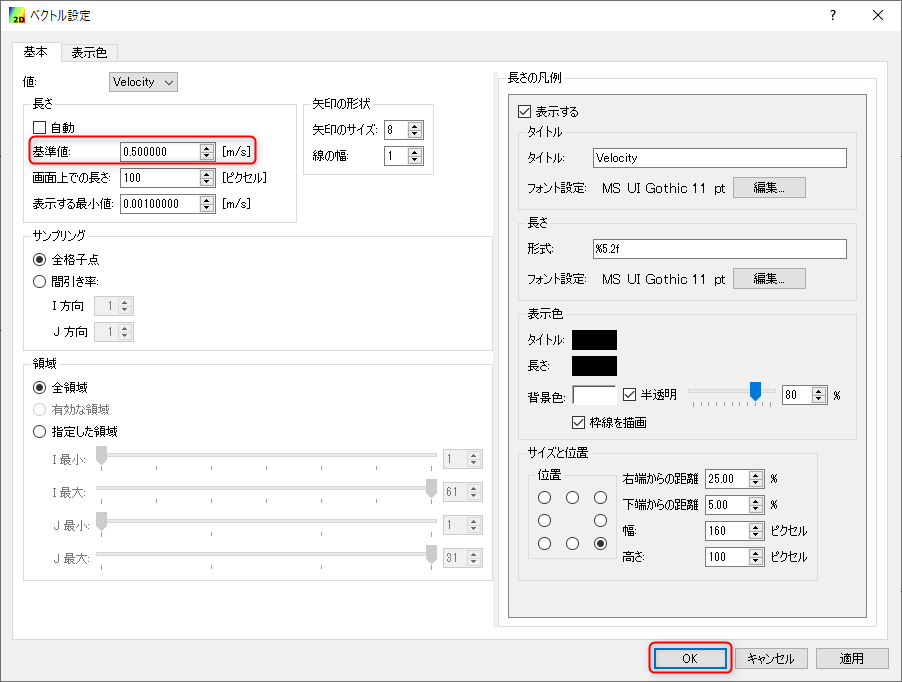 2D ベクトル設定 ?
基本 表示色
値: Velocity
長さ
自動
基準値: 0.500000 [m/s]
画面上での長さ: 100 [ピクセル]
表示する最小値: 0.00100000 [m/s]
矢印の形状
矢印のサイズ: 8
線の幅: 1
サンプリング
全格子点
間引き率:
I 方向 1
J 方向 1
領域
全領域
有効な領域
指定した領域
I 最小: 1
I 最大: 61
J 最小: 1
J 最大: 31
長さの凡例
表示する
タイトル
タイトル: Velocity
フォント設定: MS UI Gothic 11 pt 編集...
長さ
形式: %5.2f
フォント設定: MS UI Gothic 11 pt 編集...
表示色
タイトル:
長さ:
背景色: 半透明 80 %
枠線を描画
サイズと位置
位置
右端からの距離 25.00 %
下端からの距離 5.00 %
幅: 160 ピクセル
高さ: 100 ピクセル
OK キャンセル 適用